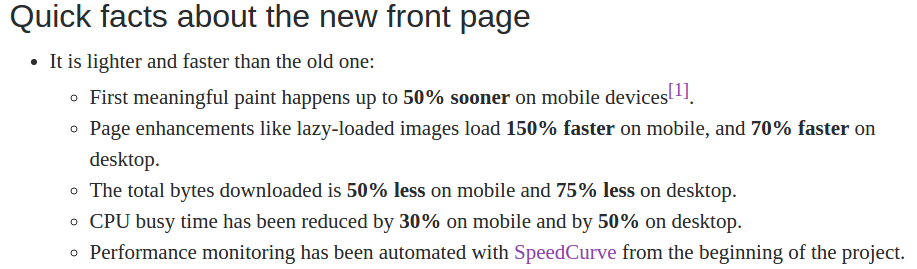 Quick facts about the new front page
• It is lighter and faster than the old one:
◦ First meaningful paint happens up to 50% sooner on mobile devices[1].
◦ Page enhancements like lazy-loaded images load 150% faster on mobile, and 70% faster on
desktop.
◦ The total bytes downloaded is 50% less on mobile and 75% less on desktop.
◦ CPU busy time has been reduced by 30% on mobile and by 50% on desktop.
◦ Performance monitoring has been automated with SpeedCurve from the beginning of the project.